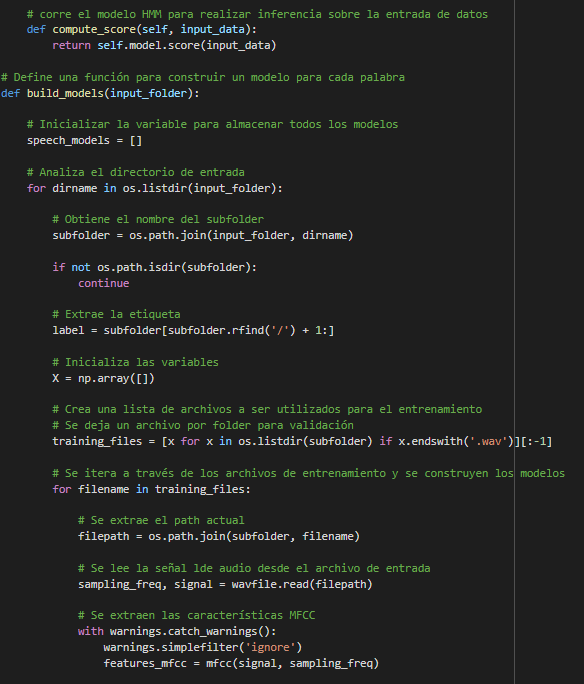 # corre el modelo HMM para realizar inferencia sobre la entrada de datos
def compute_score(self, input_data):
return self.model.score(input_data)
# Define una función para construir un modelo para cada palabra
def build_models(input_folder):
# Inicializar la variable para almacenar todos los modelos
speech_models = []
# Analiza el directorio de entrada
for dirname in os.listdir(input_folder):
# Obtiene el nombre del subfolder
subfolder = os.path.join(input_folder, dirname)
if not os.path.isdir(subfolder):
continue
# Extrae la etiqueta
label = subfolder[subfolder.rfind('/') + 1:]
# Inicializa las variables
X = np.array([])
# Crea una lista de archivos a ser utilizados para el entrenamiento
# Se deja un archivo por folder para validación
training_files = [x for x in os.listdir(subfolder) if x.endswith('.wav')][:-1]
# Se itera a través de los archivos de entrenamiento y se construyen los modelos
for filename in training_files:
# Se extrae el path actual
filepath = os.path.join(subfolder, filename)
# Se lee la señal lde audio desde el archivo de entrada
sampling_freq, signal = wavfile.read(filepath)
# Se extraen las características MFCC
with warnings.catch_warnings():
warnings.simplefilter('ignore')
features_mfcc = mfcc(signal, sampling_freq)